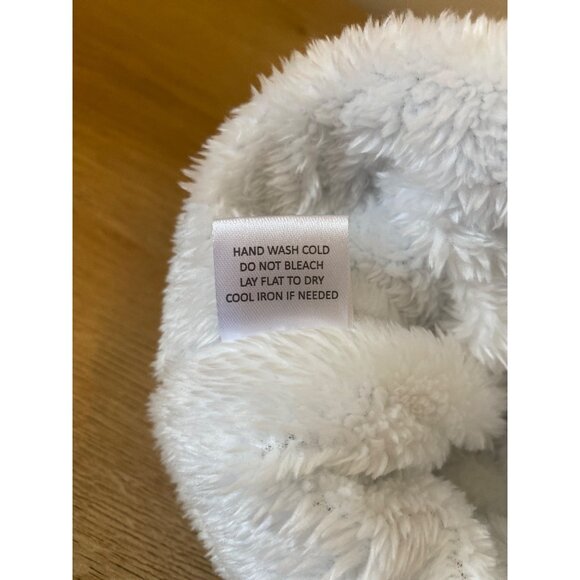 HAND WASH COLD
DO NOT BLEACH
LAY FLAT TO DRY
COOL IRON IF NEEDED